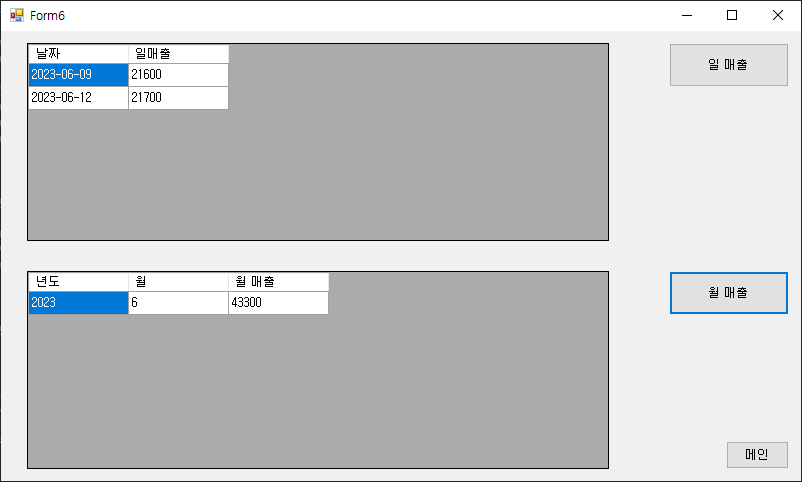 Form6
날짜 일매출
2023-06-09 21600
2023-06-12 21700
일 매출
년도 월 월 매출
2023 6 43300
월 매출
메인